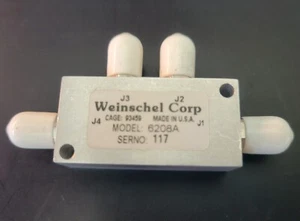 J3 J2
Weinschel Corp
J4 CAGE: 93459 MADE IN U.S.A. J1
MODEL: 6208A
SERNO: 117